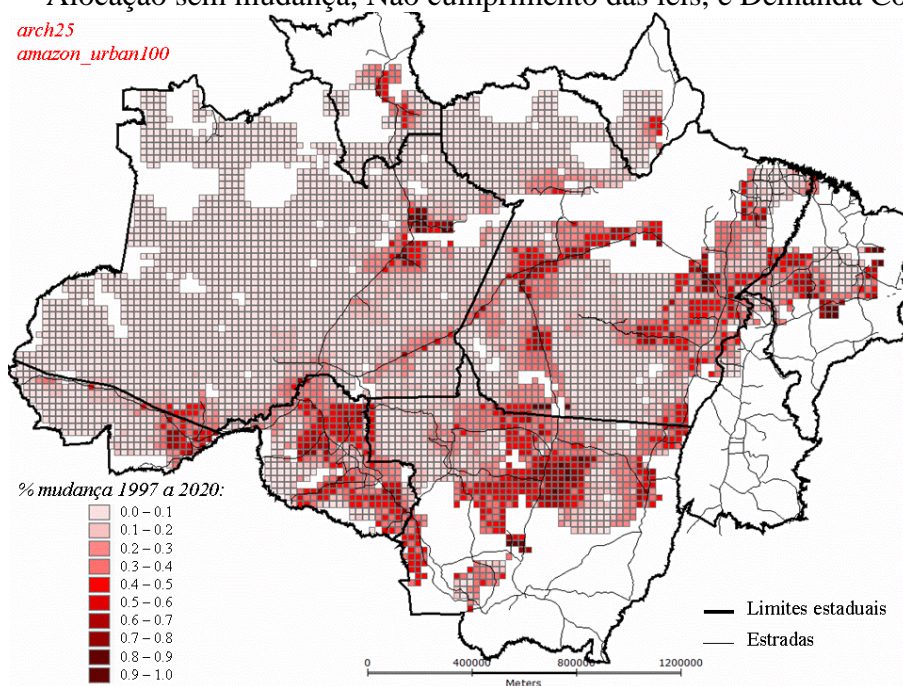 Alocação sem mudança, Não cumprimento das leis, e Demanda Co
arch25
amazon_urban100
% mudança 1997 a 2020:
0.0 – 0.1
0.1 – 0.2
0.2 – 0.3
0.3 – 0.4
0.4 – 0.5
0.5 – 0.6
0.6 – 0.7
0.7 – 0.8
0.8 – 0.9
0.9 – 1.0
Limites estaduais
Estradas
0 400000 800000 1200000
Meters